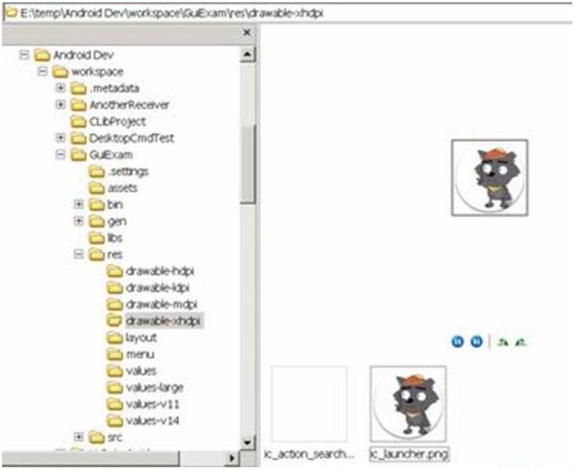 E:\temp\Android Dev\workspace\GuiExam\res\drawable-xhdpi
Android Dev
workspace
.metadata
AnotherReceiver
CLibProject
DesktopCmdTest
GuiExam
.settings
assets
bin
gen
libs
res
drawable-hdpi
drawable-ldpi
drawable-mdpi
drawable-xhdpi
layout
menu
values
values-large
values-v11
values-v14
src
ic_action_search...
ic_launcher.png